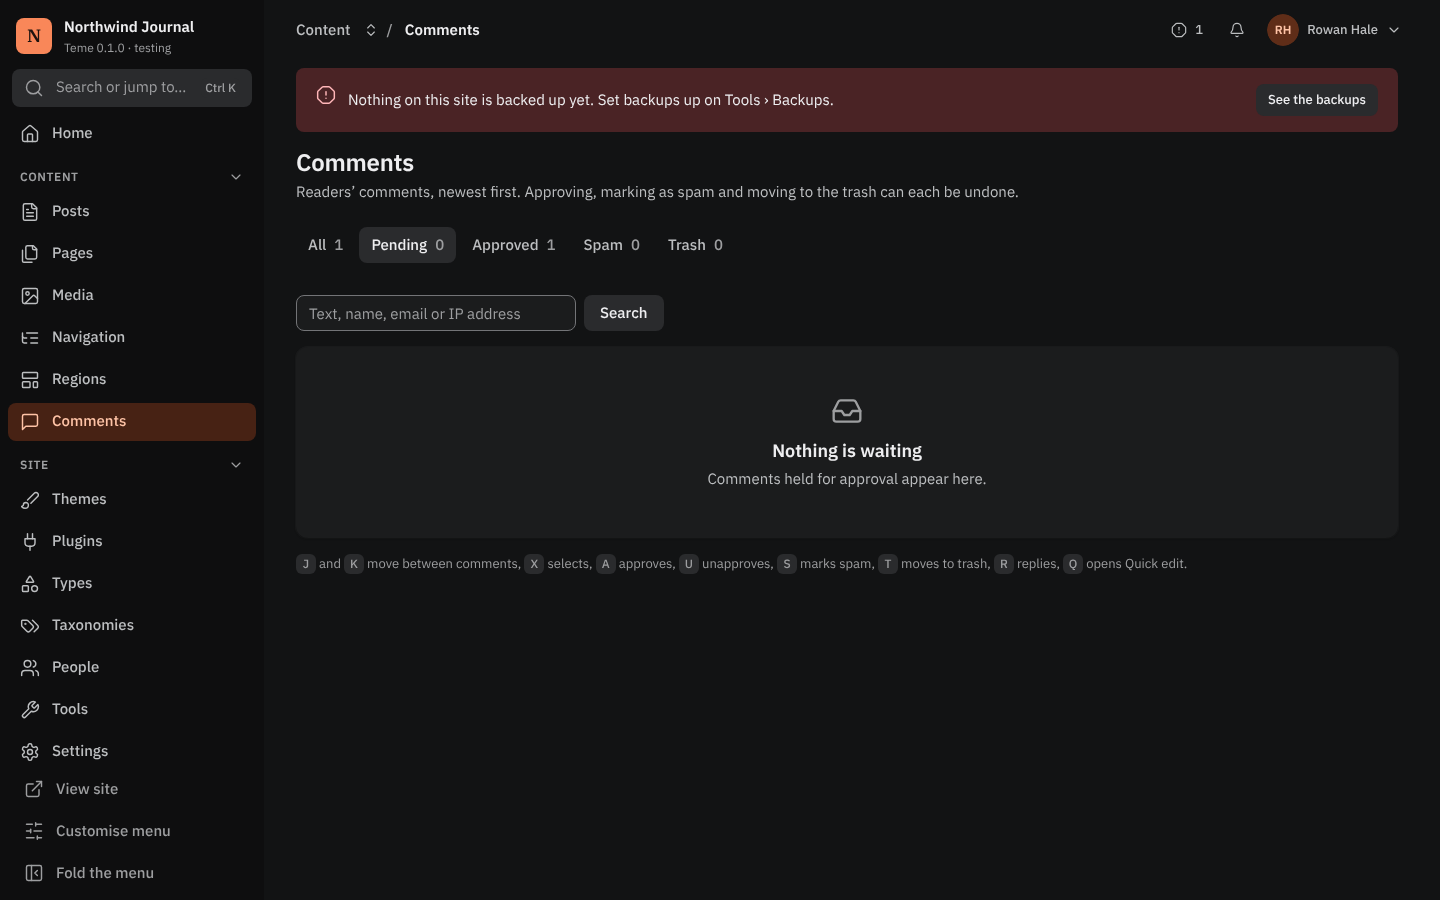 N
Northwind Journal
Teme 0.1.0 · testing
Search or jump to... Ctrl K
Home
CONTENT
Posts
Pages
Media
Navigation
Regions
Comments
SITE
Themes
Plugins
Types
Taxonomies
People
Tools
Settings
View site
Customise menu
Fold the menu
Content / Comments
1
RH Rowan Hale
Nothing on this site is backed up yet. Set backups up on Tools › Backups.
See the backups
Comments
Readers’ comments, newest first. Approving, marking as spam and moving to the trash can each be undone.
All 1 Pending 0 Approved 1 Spam 0 Trash 0
Text, name, email or IP address Search
Nothing is waiting
Comments held for approval appear here.
J and K move between comments, X selects, A approves, U unapproves, S marks spam, T moves to trash, R replies, Q opens Quick edit.